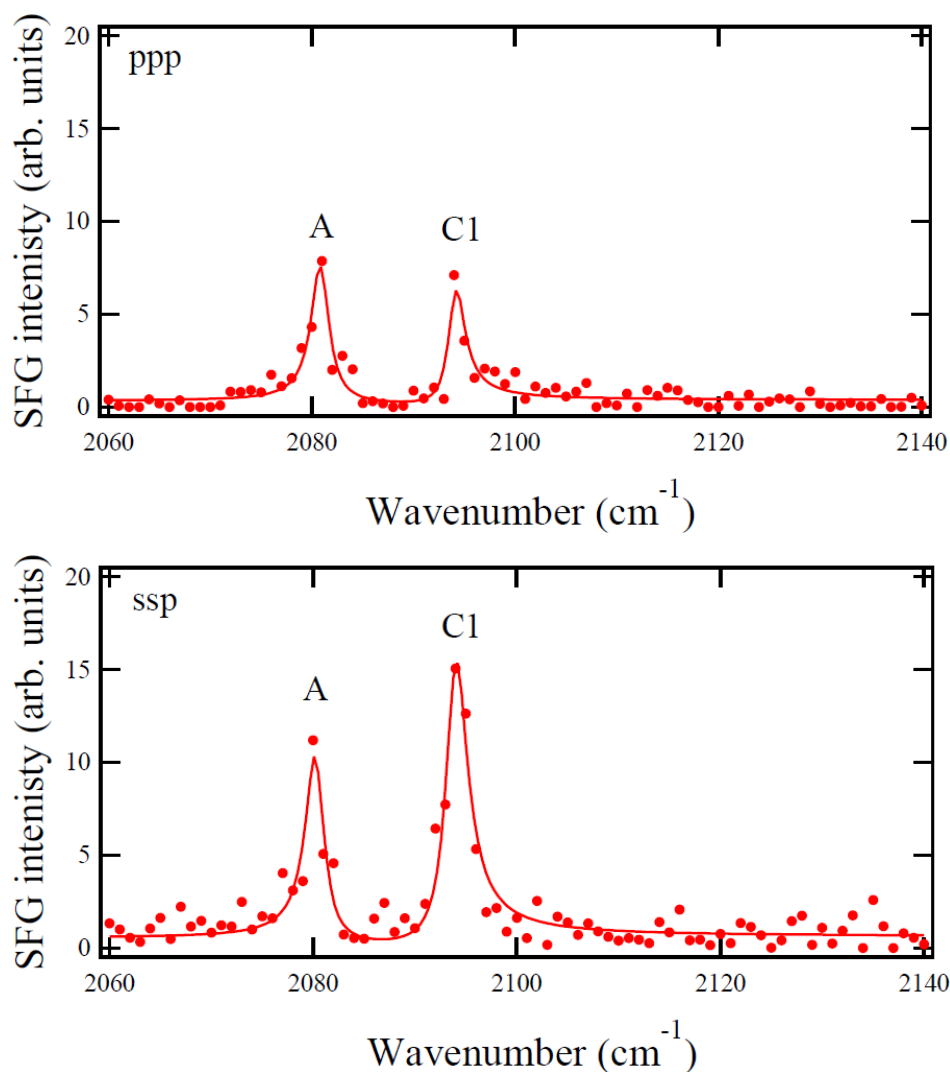 ppp
SFG intenisty (arb. units)
20
15
10
5
0
A
C1
2060
2080
2100
2120
2140
Wavenumber (cm⁻¹)
ssp
SFG intenisty (arb. units)
20
15
10
5
0
A
C1
2060
2080
2100
2120
2140
Wavenumber (cm⁻¹)